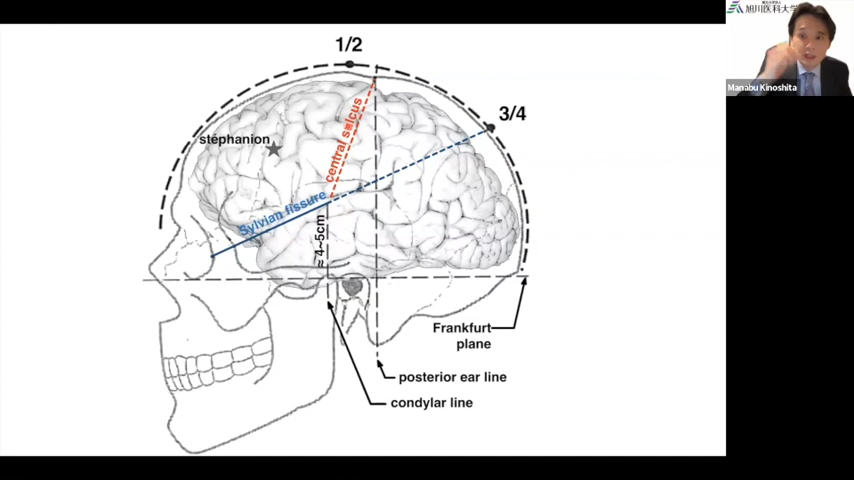 1/2
3/4
stephanion
central sulcus
Sylvian fissure
≈4~5cm
Frankfurt
plane
posterior ear line
condylar line
旭川医科大学
Manabu Kinoshita